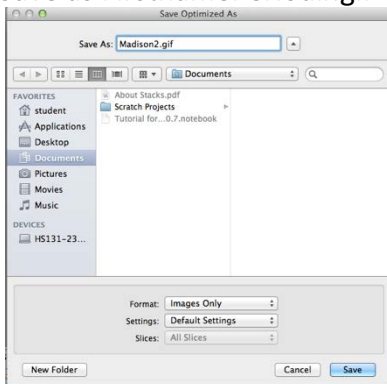 Save Optimized As
Save As: Madison2.gif
Documents
FAVORITES
student
Applications
Desktop
Documents
Pictures
Movies
Music
DEVICES
HS131-23...
About Stacks.pdf
Scratch Projects
Tutorial for...0.7.notebook
Format: Images Only
Settings: Default Settings
Slices: All Slices
New Folder
Cancel
Save